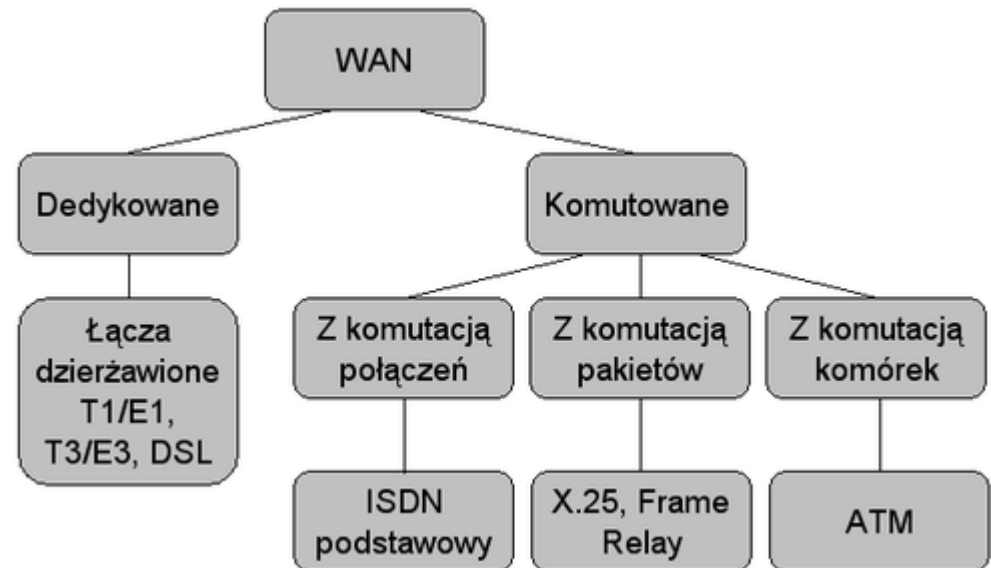 WAN
Dedykowane
Komutowane
Łącza
dzierżawione
T1/E1,
T3/E3, DSL
Z komutacją
połączeń
Z komutacją
pakietów
Z komutacją
komórek
ISDN
podstawowy
X.25, Frame
Relay
ATM